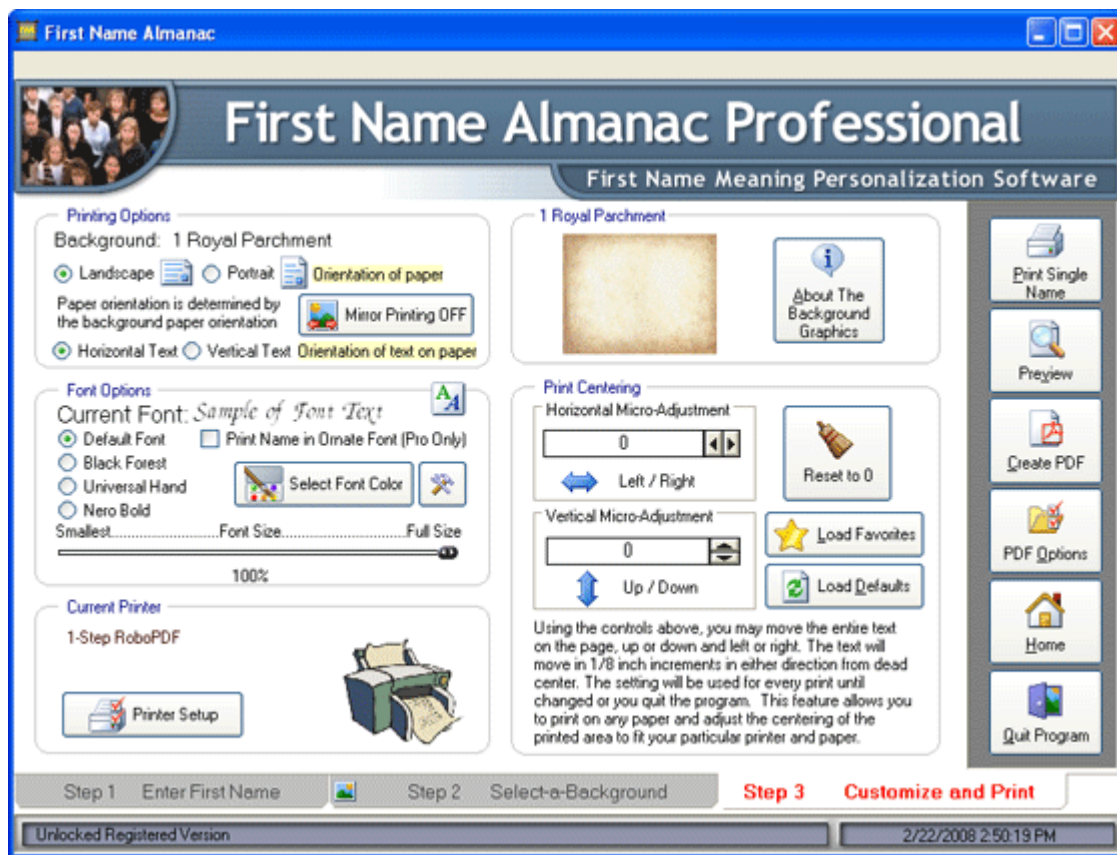 First Name Almanac
First Name Almanac Professional
First Name Meaning Personalization Software
Printing Options
Background: 1 Royal Parchment
Landscape Portrait Orientation of paper
Paper orientation is determined by
the background paper orientation
Mirror Printing OFF
Horizontal Text Vertical Text Orientation of text on paper
Font Options
Current Font: Sample of Font Text
Default Font Print Name in Ornate Font (Pro Only)
Black Forest
Universal Hand
Nero Bold
Select Font Color
Smallest.....................Font Size.......................Full Size
100%
Current Printer
1-Step RoboPDF
Printer Setup
1 Royal Parchment
About The
Background
Graphics
Print Centering
Horizontal Micro-Adjustment
0
Left / Right
Reset to 0
Vertical Micro-Adjustment
0
Up / Down
Load Favorites
Load Defaults
Using the controls above, you may move the entire text
on the page, up or down and left or right. The text will
move in 1/8 inch increments in either direction from dead
center. The setting will be used for every print until
changed or you quit the program. This feature allows you
to print on any paper and adjust the centering of the
printed area to fit your particular printer and paper.
Print Single
Name
Preview
Create PDF
PDF Options
Home
Quit Program
Step 1 Enter First Name
Step 2 Select-a-Background
Step 3 Customize and Print
Unlocked Registered Version
2/22/2008 2:50:19 PM